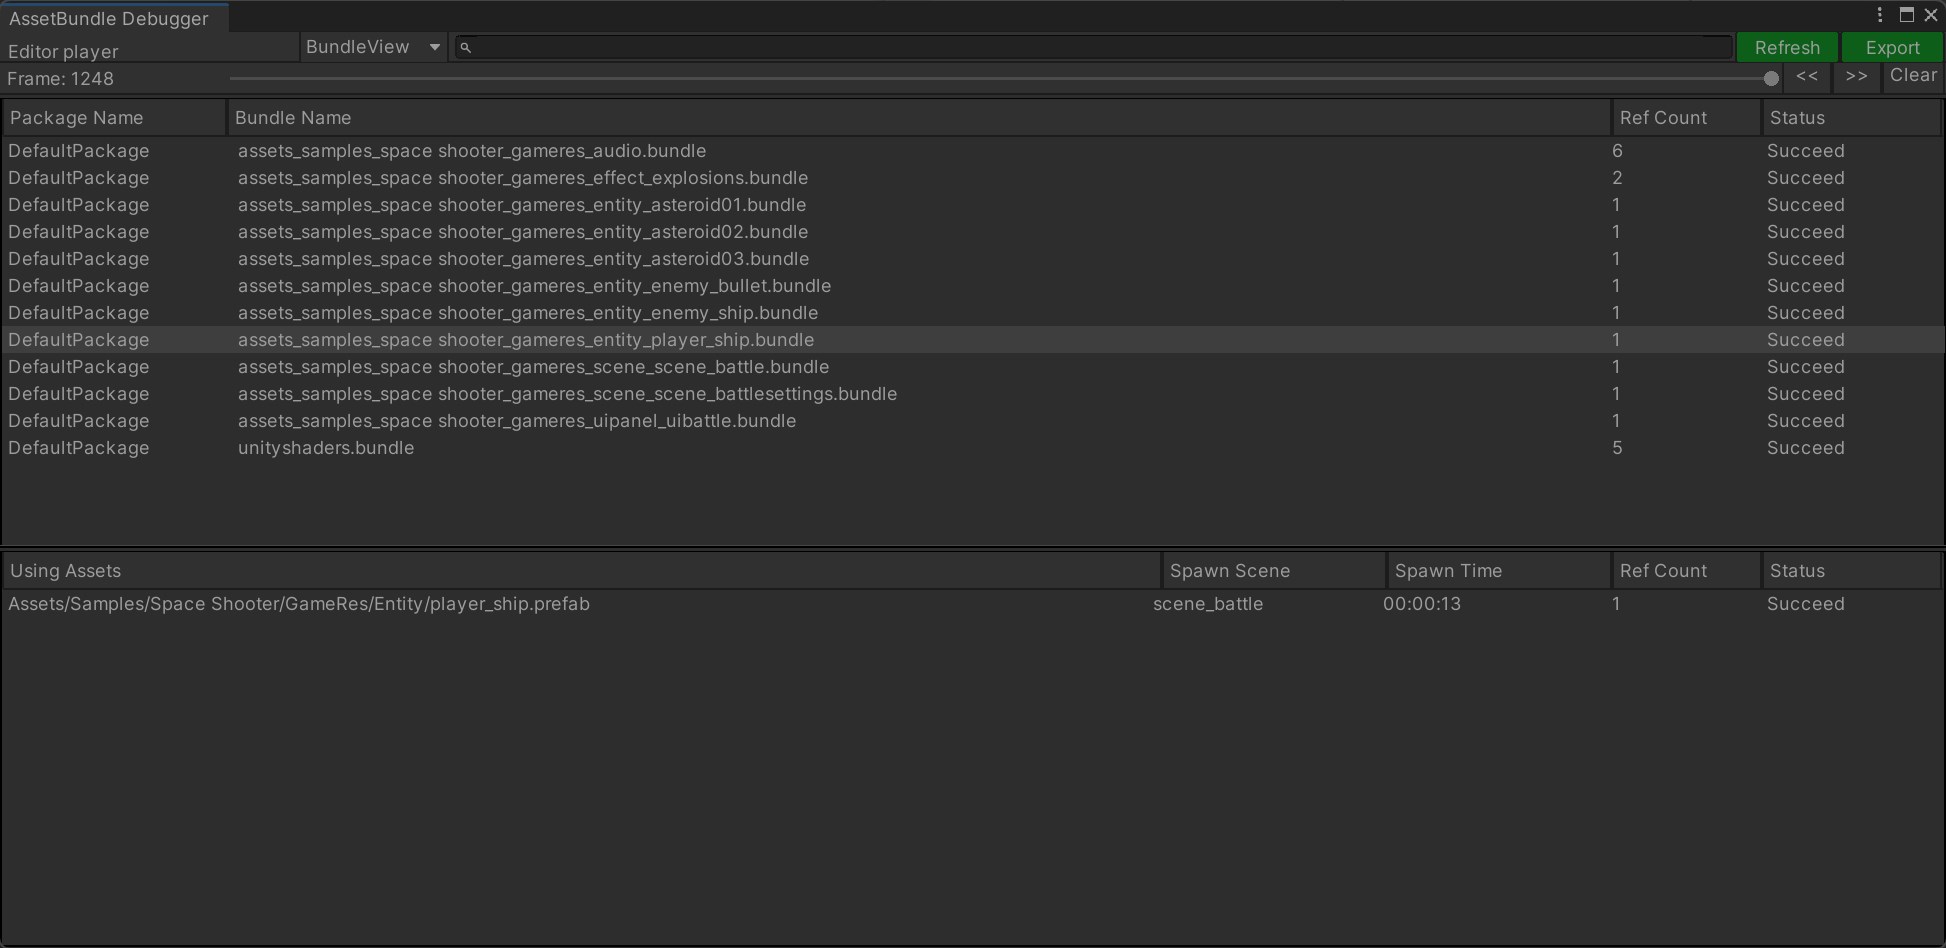 AssetBundle Debugger
Editor player BundleView Refresh Export
Frame: 1248 << >> Clear
Package Name Bundle Name Ref Count Status
DefaultPackage assets_samples_space shooter_gameres_audio.bundle 6 Succeed
DefaultPackage assets_samples_space shooter_gameres_effect_explosions.bundle 2 Succeed
DefaultPackage assets_samples_space shooter_gameres_entity_asteroid01.bundle 1 Succeed
DefaultPackage assets_samples_space shooter_gameres_entity_asteroid02.bundle 1 Succeed
DefaultPackage assets_samples_space shooter_gameres_entity_asteroid03.bundle 1 Succeed
DefaultPackage assets_samples_space shooter_gameres_entity_enemy_bullet.bundle 1 Succeed
DefaultPackage assets_samples_space shooter_gameres_entity_enemy_ship.bundle 1 Succeed
DefaultPackage assets_samples_space shooter_gameres_entity_player_ship.bundle 1 Succeed
DefaultPackage assets_samples_space shooter_gameres_scene_scene_battle.bundle 1 Succeed
DefaultPackage assets_samples_space shooter_gameres_scene_scene_battlesettings.bundle 1 Succeed
DefaultPackage assets_samples_space shooter_gameres_uipanel_uibattle.bundle 1 Succeed
DefaultPackage unityshaders.bundle 5 Succeed
Using Assets Spawn Scene Spawn Time Ref Count Status
Assets/Samples/Space Shooter/GameRes/Entity/player_ship.prefab scene_battle 00:00:13 1 Succeed